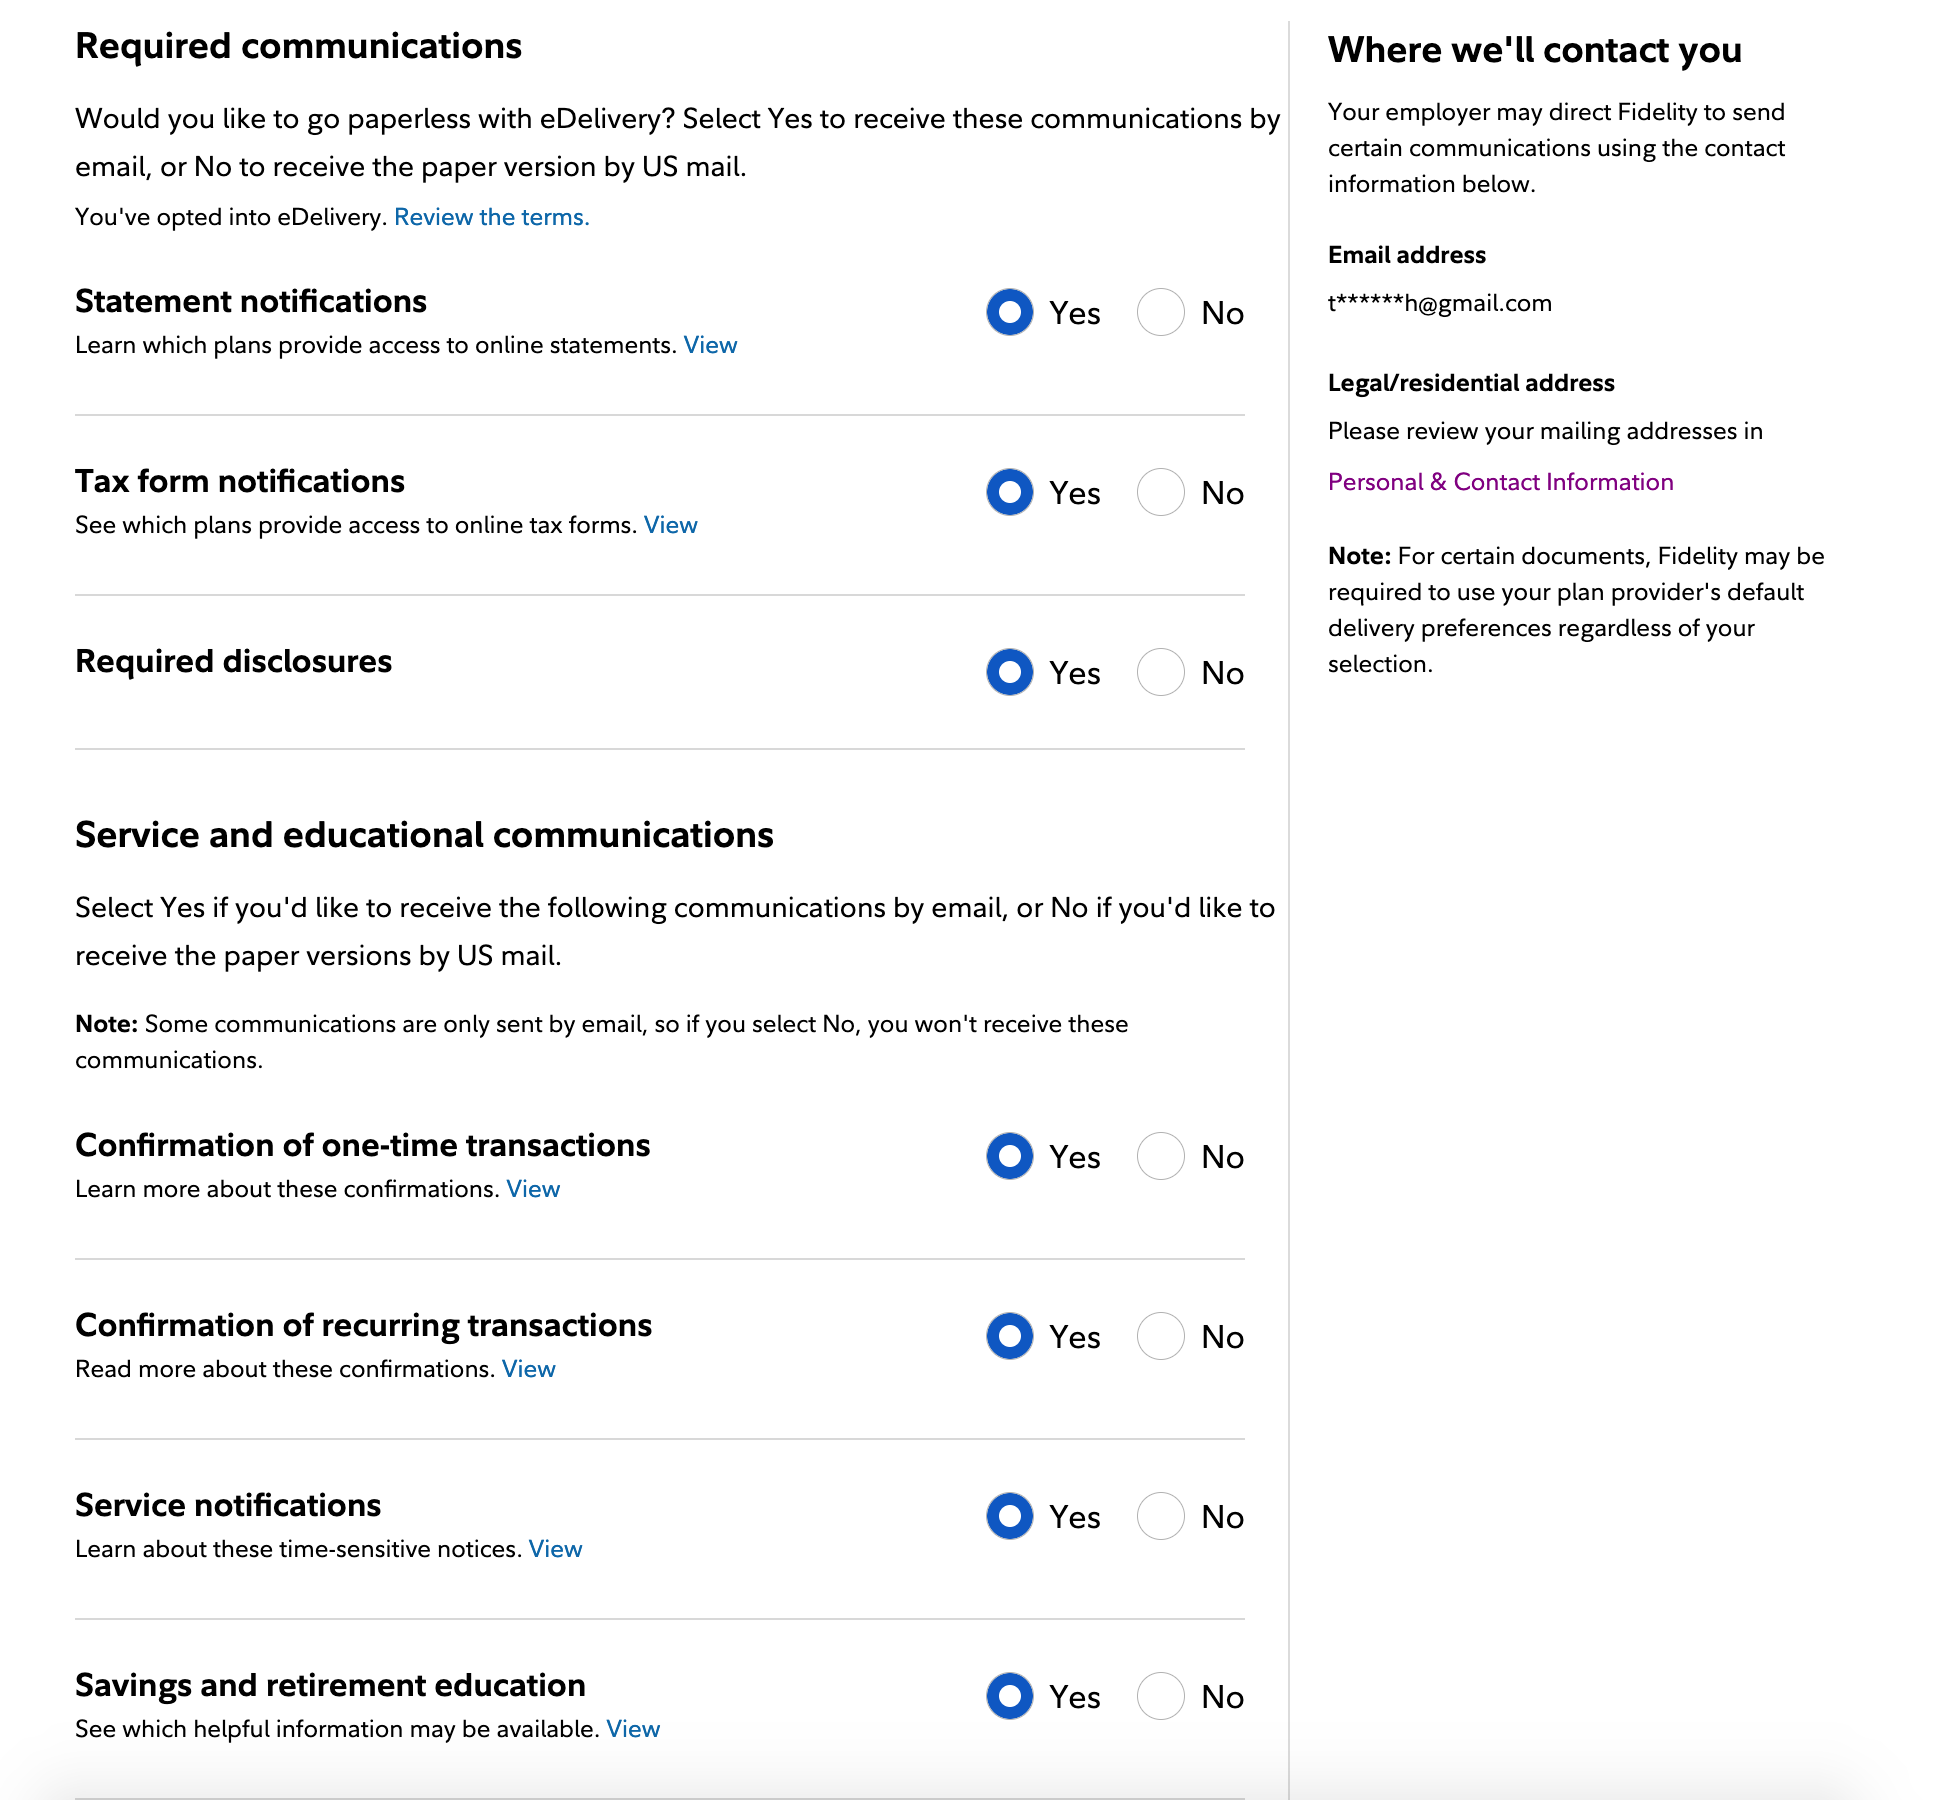 Required communications
Would you like to go paperless with eDelivery? Select Yes to receive these communications by
email, or No to receive the paper version by US mail.
You've opted into eDelivery. Review the terms.
Statement notifications
Yes No
Learn which plans provide access to online statements. View
Tax form notifications
Yes No
See which plans provide access to online tax forms. View
Required disclosures
Yes No
Service and educational communications
Select Yes if you'd like to receive the following communications by email, or No if you'd like to
receive the paper versions by US mail.
Note: Some communications are only sent by email, so if you select No, you won't receive these
communications.
Confirmation of one-time transactions
Yes No
Learn more about these confirmations. View
Confirmation of recurring transactions
Yes No
Read more about these confirmations. View
Service notifications
Yes No
Learn about these time-sensitive notices. View
Savings and retirement education
Yes No
See which helpful information may be available. View
Where we'll contact you
Your employer may direct Fidelity to send
certain communications using the contact
information below.
Email address
t******h@gmail.com
Legal/residential address
Please review your mailing addresses in
Personal & Contact Information
Note: For certain documents, Fidelity may be
required to use your plan provider's default
delivery preferences regardless of your
selection.